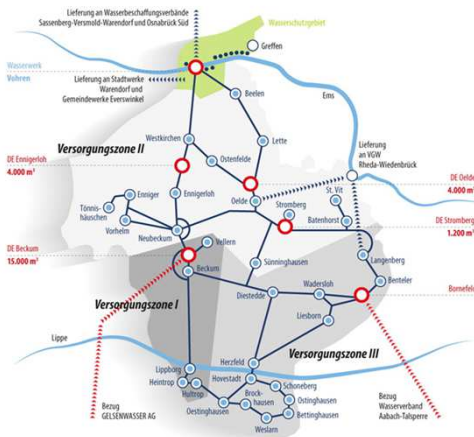 Lieferung an Wasserbeschaffungsverbände
Sassenberg-Versmold-Warendorf und Osnabrück Süd
Wasserschutzgebiet
Greffen
Wasserwerk
Vohren
Lieferung an Stadtwerke
Warendorf und
Gemeindewerke Everswinkel
Beelen
Ems
Versorgungszone II
Westkirchen
Lette
Ostenfelde
Lieferung
an VGW
Rheda-Wiedenbrück
DE Ennigerloh
4.000 m³
DE Oelde
4.000 m³
Enniger
Ennigerloh
Oelde
St. Vit
Tönnis-
häuschen
Stromberg
Batenhorst
DE Stromberg
1.200 m³
Vorhelm
Neubeckum
Vellern
DE Beckum
15.000 m³
Beckum
Sünninghausen
Langenberg
Benteler
Versorgungszone I
Diestedde
Wadersloh
Bornefeld
Liesborn
Lippe
Versorgungszone III
Lippborg
Herzfeld
Heintrop
Hovestadt
Schoneberg
Hultrop
Brock-
hausen
Ostinghausen
Oestinghausen
Bettinghausen
Weslarn
Bezug
GELSENWASSER AG
Bezug
Wasserverband
Aabach-Talsperre